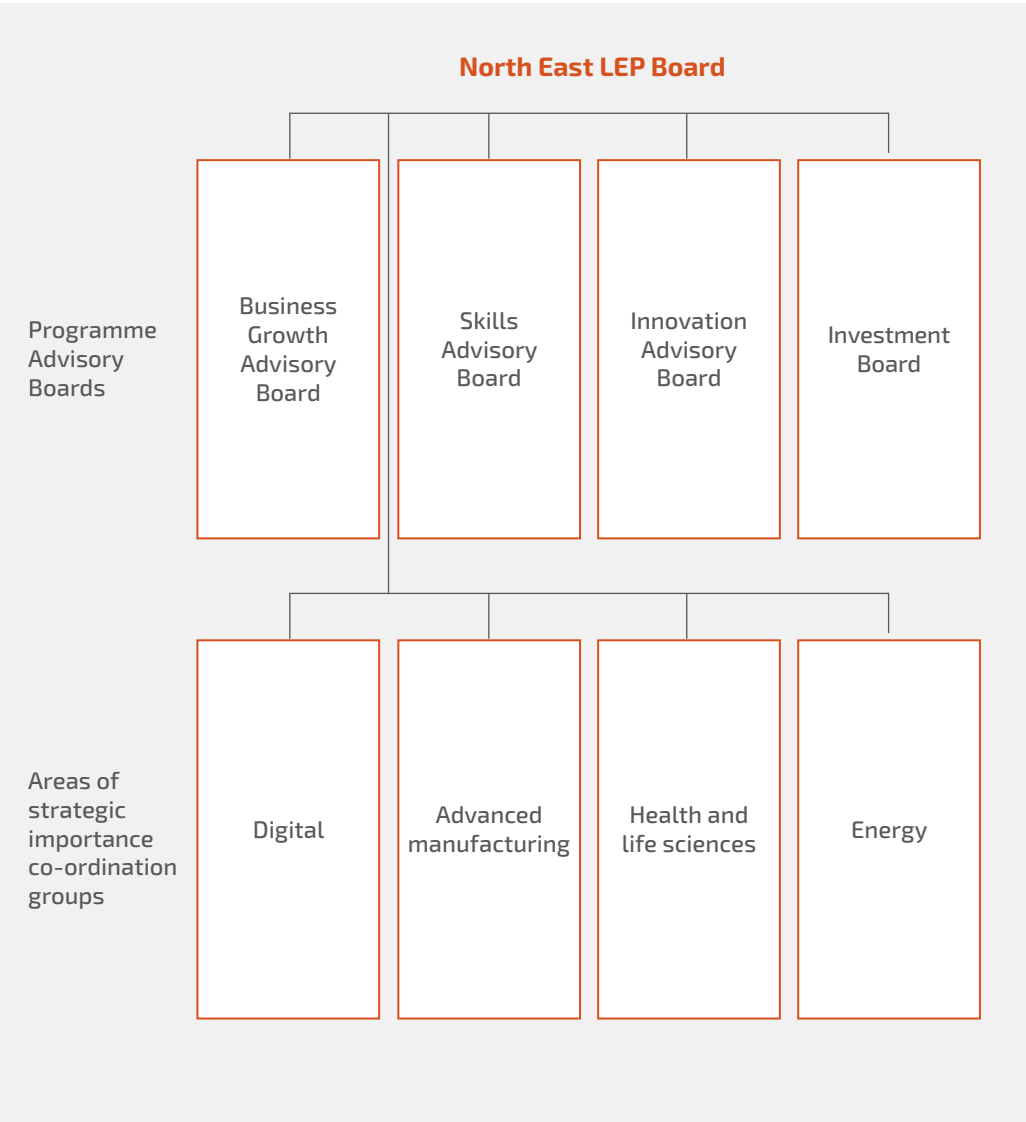 North East LEP Board
Programme
Advisory
Boards
Business
Growth
Advisory
Board
Skills
Advisory
Board
Innovation
Advisory
Board
Investment
Board
Areas of
strategic
importance
co-ordination
groups
Digital
Advanced
manufacturing
Health and
life sciences
Energy